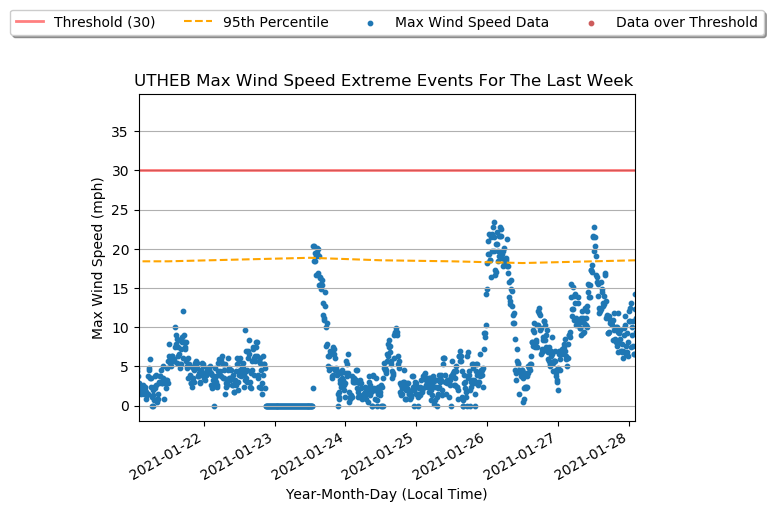 Threshold (30) 95th Percentile Max Wind Speed Data Data over Threshold
UTHEB Max Wind Speed Extreme Events For The Last Week
35
30
25
20
15
10
5
0
Max Wind Speed (mph)
2021-01-22 2021-01-23 2021-01-24 2021-01-25 2021-01-26 2021-01-27 2021-01-28
Year-Month-Day (Local Time)